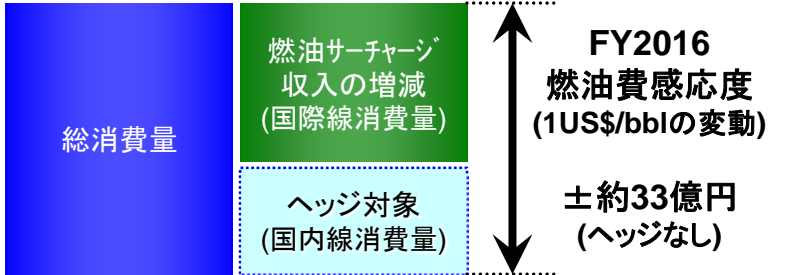 総消費量
燃油サーチャージ
収入の増減
(国際線消費量)
ヘッジ対象
(国内線消費量)
FY2016
燃油費感応度
(1US$/bblの変動)
±約33億円
(ヘッジなし)